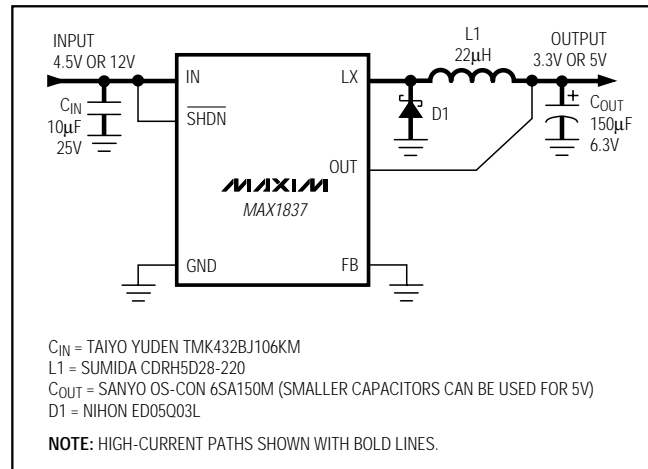 INPUT
4.5V OR 12V
CIN
10µF
25V
IN
SHDN
GND
LX
OUT
FB
MAXIM
MAX1837
L1
22µH
D1
OUTPUT
3.3V OR 5V
+
COUT
150µF
6.3V
CIN = TAIYO YUDEN TMK432BJ106KM
L1 = SUMIDA CDRH5D28-220
COUT = SANYO OS-CON 6SA150M (SMALLER CAPACITORS CAN BE USED FOR 5V)
D1 = NIHON ED05Q03L
NOTE: HIGH-CURRENT PATHS SHOWN WITH BOLD LINES.